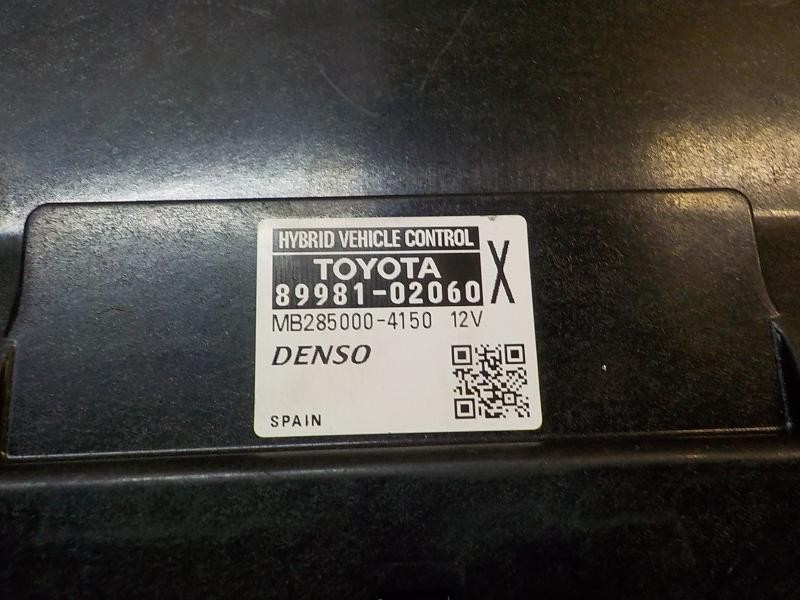 HYBRID VEHICLE CONTROL
TOYOTA
89981-02060 X
MB285000-4150 12V
DENSO
SPAIN